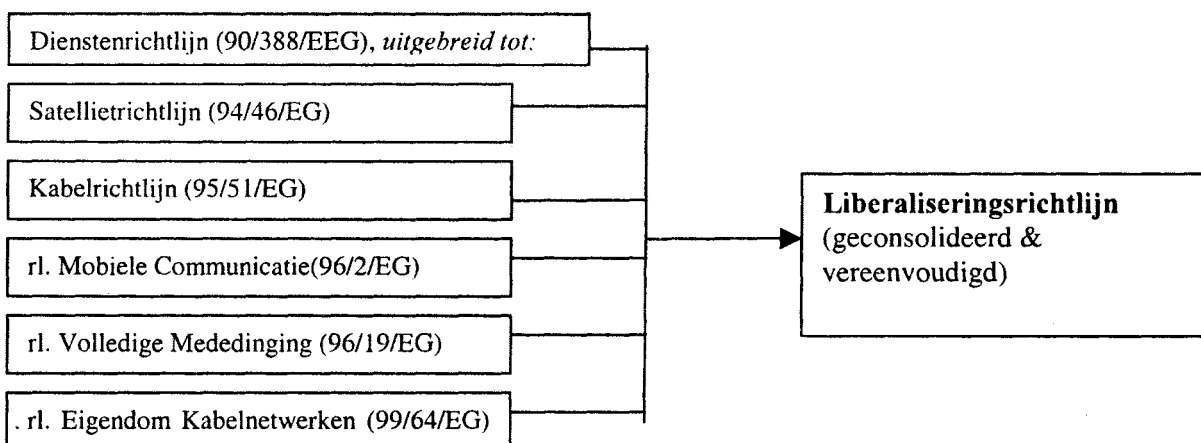 Dienstenrichtlijn (90/388/EEG), uitgebreid tot:
Satellietrichtlijn (94/46/EG)
Kabelrichtlijn (95/51/EG)
rl. Mobiele Communicatie(96/2/EG)
rl. Volledige Mededinging (96/19/EG)
. rl. Eigendom Kabelnetwerken (99/64/EG)
Liberaliseringsrichtlijn
(geconsolideerd &
vereenvoudigd)